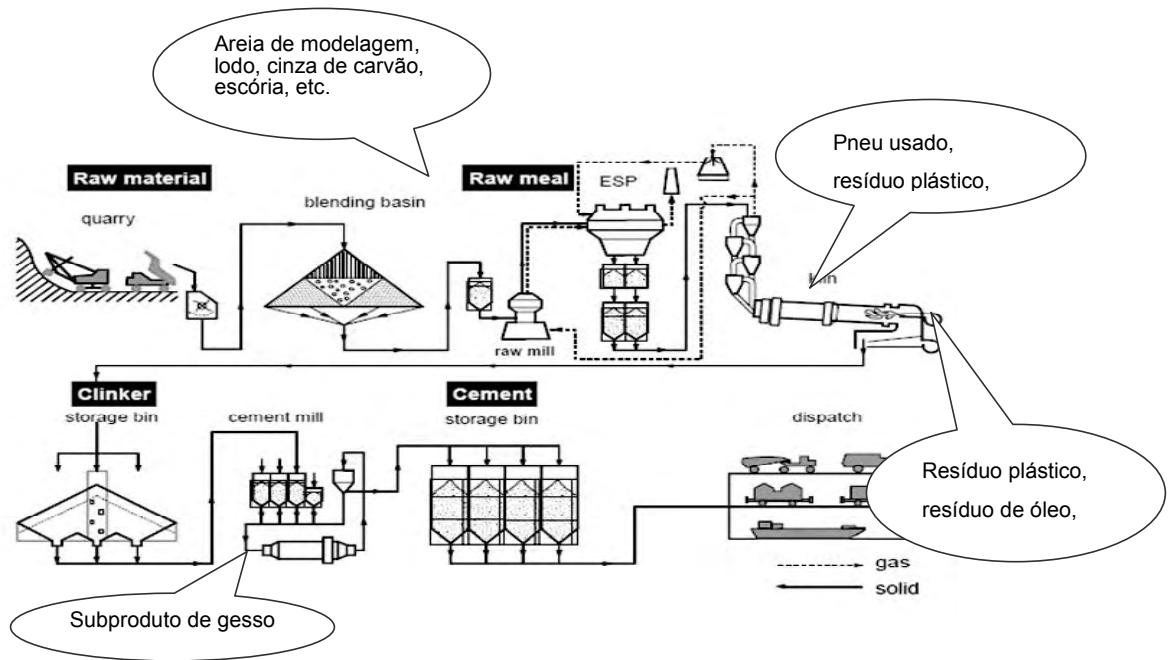 Areia de modelagem,
lodo, cinza de carvão,
escória, etc.
Pneu usado,
resíduo plástico,
Raw material
Raw meal
ESP
blending basin
quarry
raw mill
Clinker
storage bin
cement mill
Cement
storage bin
dispatch
Resíduo plástico,
resíduo de óleo,
gas
solid
Subproduto de gesso